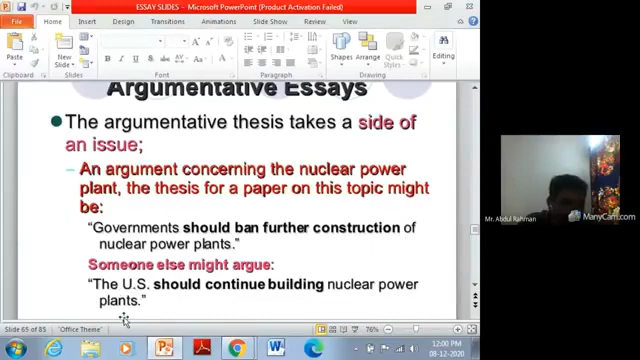 ESSAY SLIDES - Microsoft PowerPoint (Product Activation Failed)
File Home Insert Design Transitions Animations Slide Show Review View
Paste New Slide Shapes Arrange Editing
Clipboard Slides Font Paragraph Drawing
Argumentative Essays
The argumentative thesis takes a side of
an issue;
– An argument concerning the nuclear power
plant, the thesis for a paper on this topic might
be:
“Governments should ban further construction of
nuclear power plants.”
Someone else might argue:
“The U.S. should continue building nuclear power
plants.”
Mr. Abdul Rahman
ManyCam.com
Slide 65 of 85 "Office Theme" 76%
12:00 PM
08-12-2020